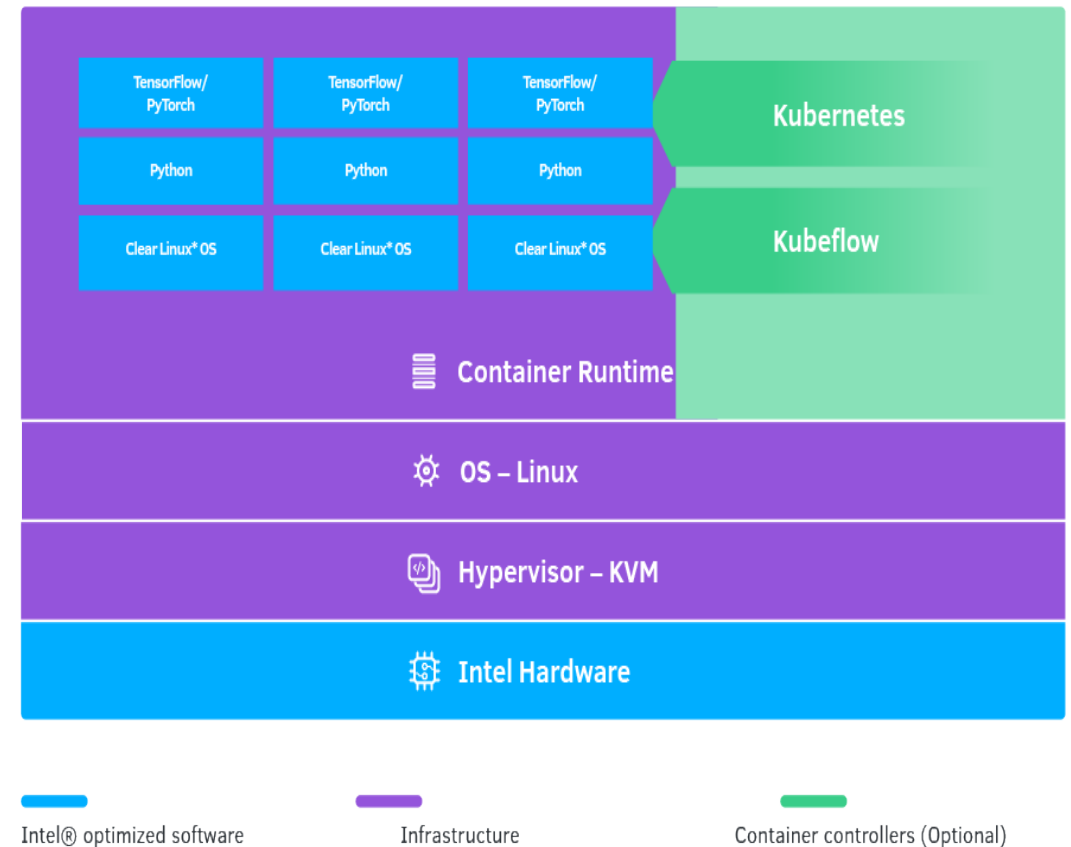 TensorFlow/
PyTorch
TensorFlow/
PyTorch
TensorFlow/
PyTorch
Kubernetes
Python
Python
Python
Clear Linux* OS
Clear Linux* OS
Clear Linux* OS
Kubeflow
Container Runtime
OS – Linux
Hypervisor – KVM
Intel Hardware
Intel® optimized software
Infrastructure
Container controllers (Optional)